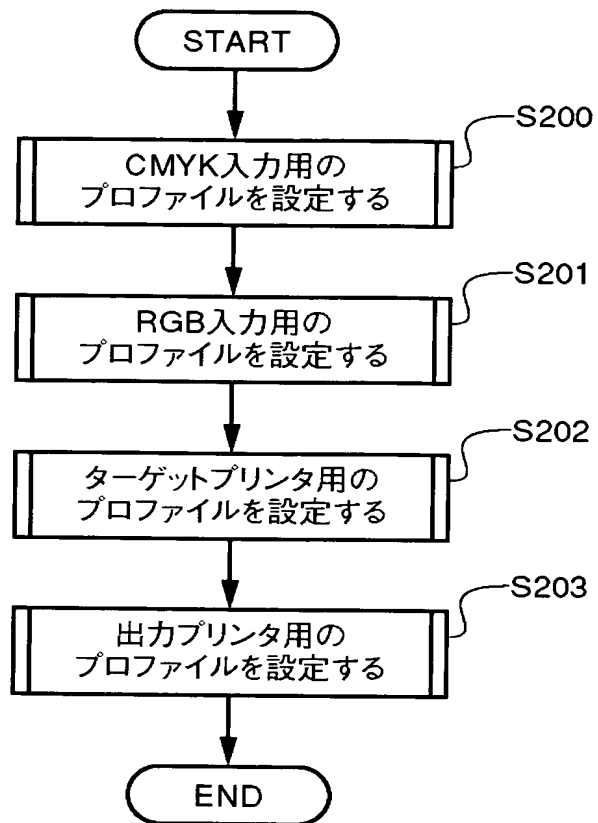 START
CMYK入力用の
プロファイルを設定する
S200
RGB入力用の
プロファイルを設定する
S201
ターゲットプリンタ用の
プロファイルを設定する
S202
出力プリンタ用の
プロファイルを設定する
S203
END